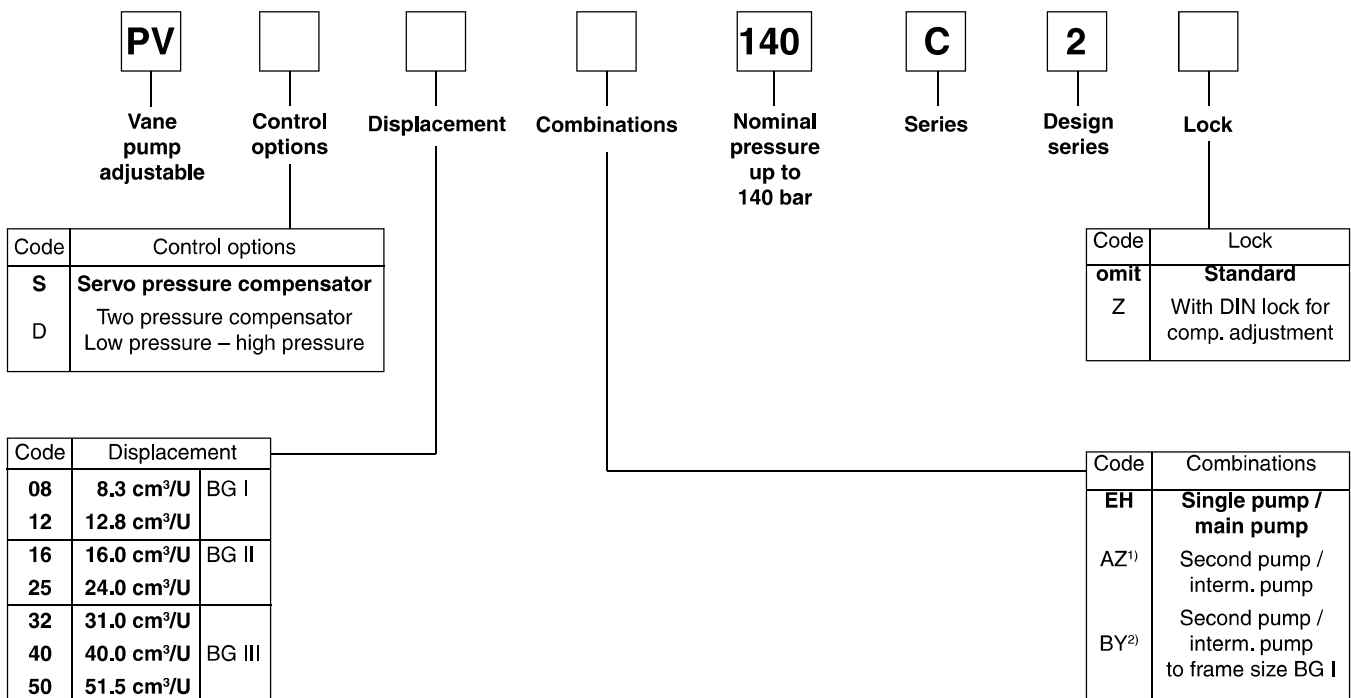 PV 140 C 2
Vane pump adjustable
Control options
Displacement
Combinations
Nominal pressure up to 140 bar
Series
Design series
Lock
Code Control options
S Servo pressure compensator
D Two pressure compensator
Low pressure – high pressure
Code Lock
omit Standard
Z With DIN lock for
comp. adjustment
Code Displacement
08 8.3 cm³/U BG I
12 12.8 cm³/U
16 16.0 cm³/U BG II
25 24.0 cm³/U
32 31.0 cm³/U
40 40.0 cm³/U BG III
50 51.5 cm³/U
Code Combinations
EH Single pump /
main pump
AZ¹⁾ Second pump /
interm. pump
BY²⁾ Second pump /
interm. pump
to frame size BG I